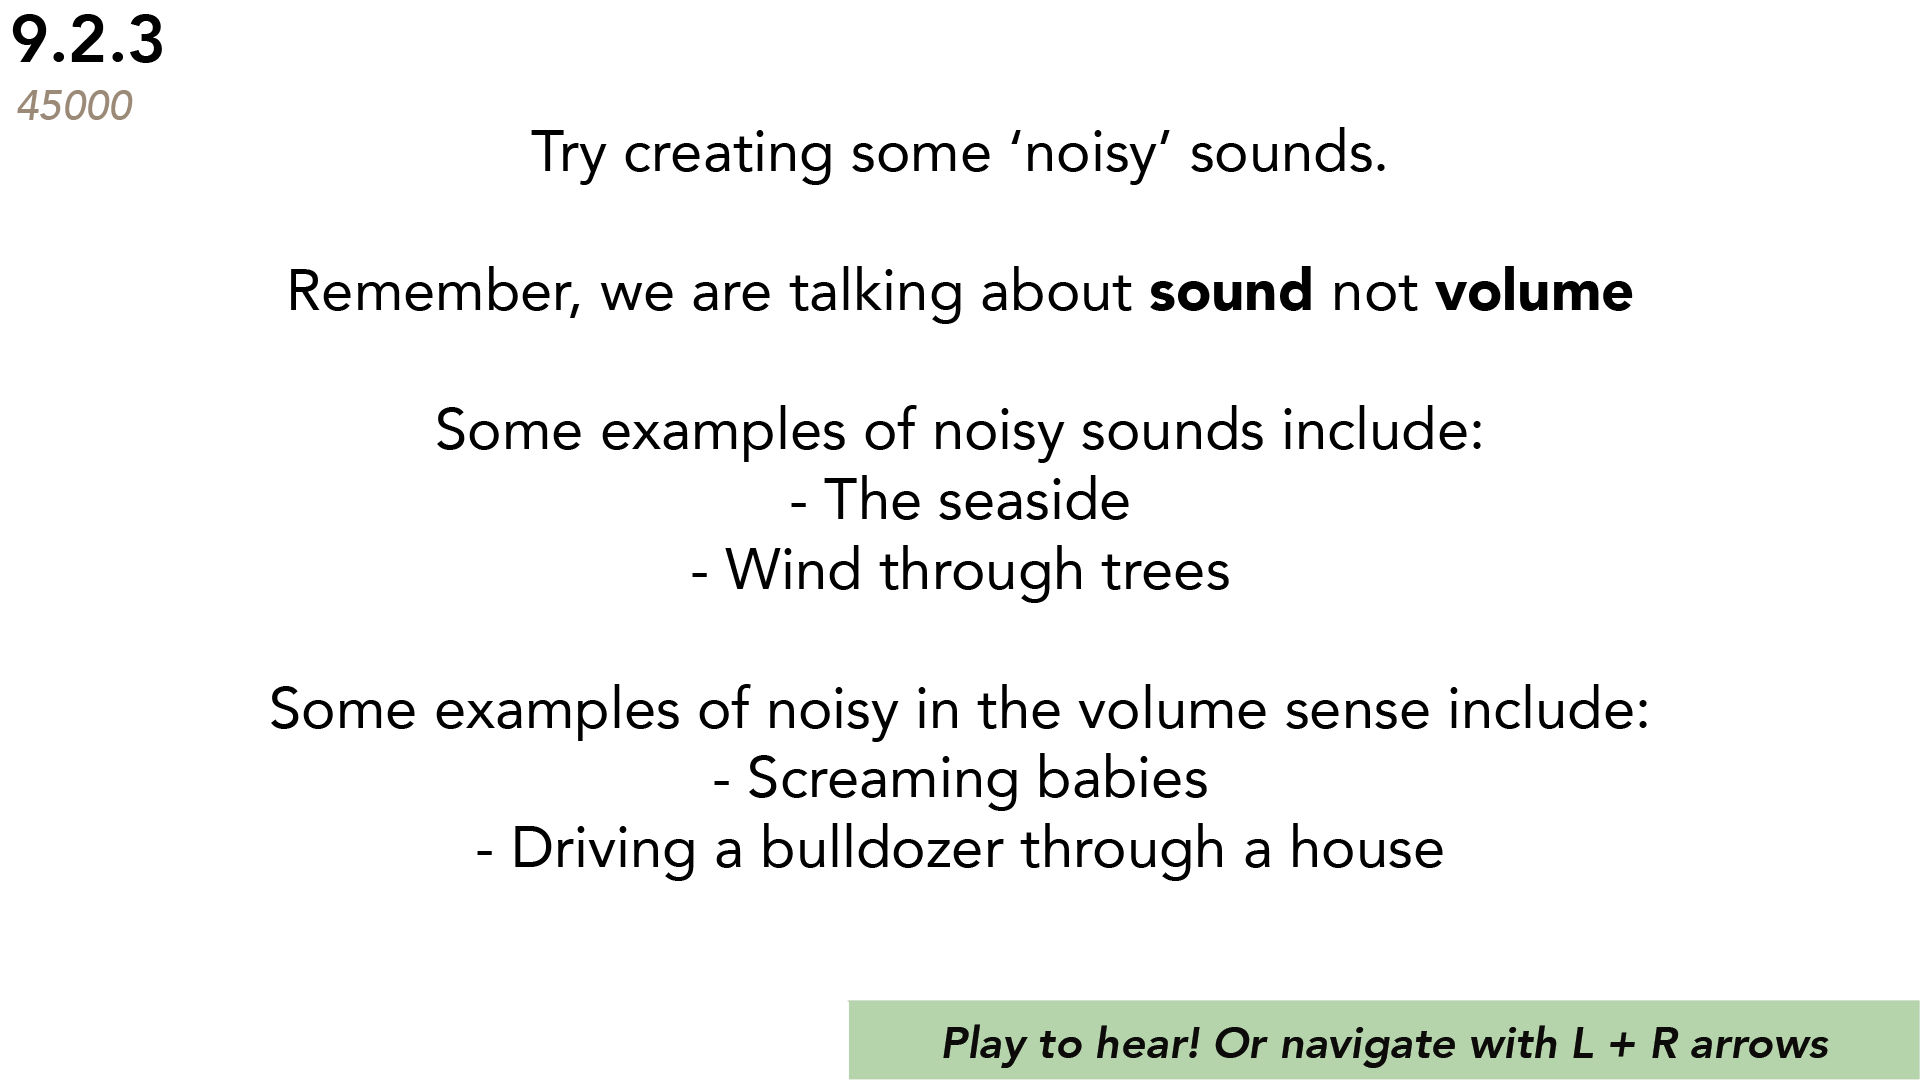 9.2.3
45000
Try creating some ‘noisy’ sounds.
Remember, we are talking about sound not volume
Some examples of noisy sounds include:
- The seaside
- Wind through trees
Some examples of noisy in the volume sense include:
- Screaming babies
- Driving a bulldozer through a house
Play to hear! Or navigate with L + R arrows